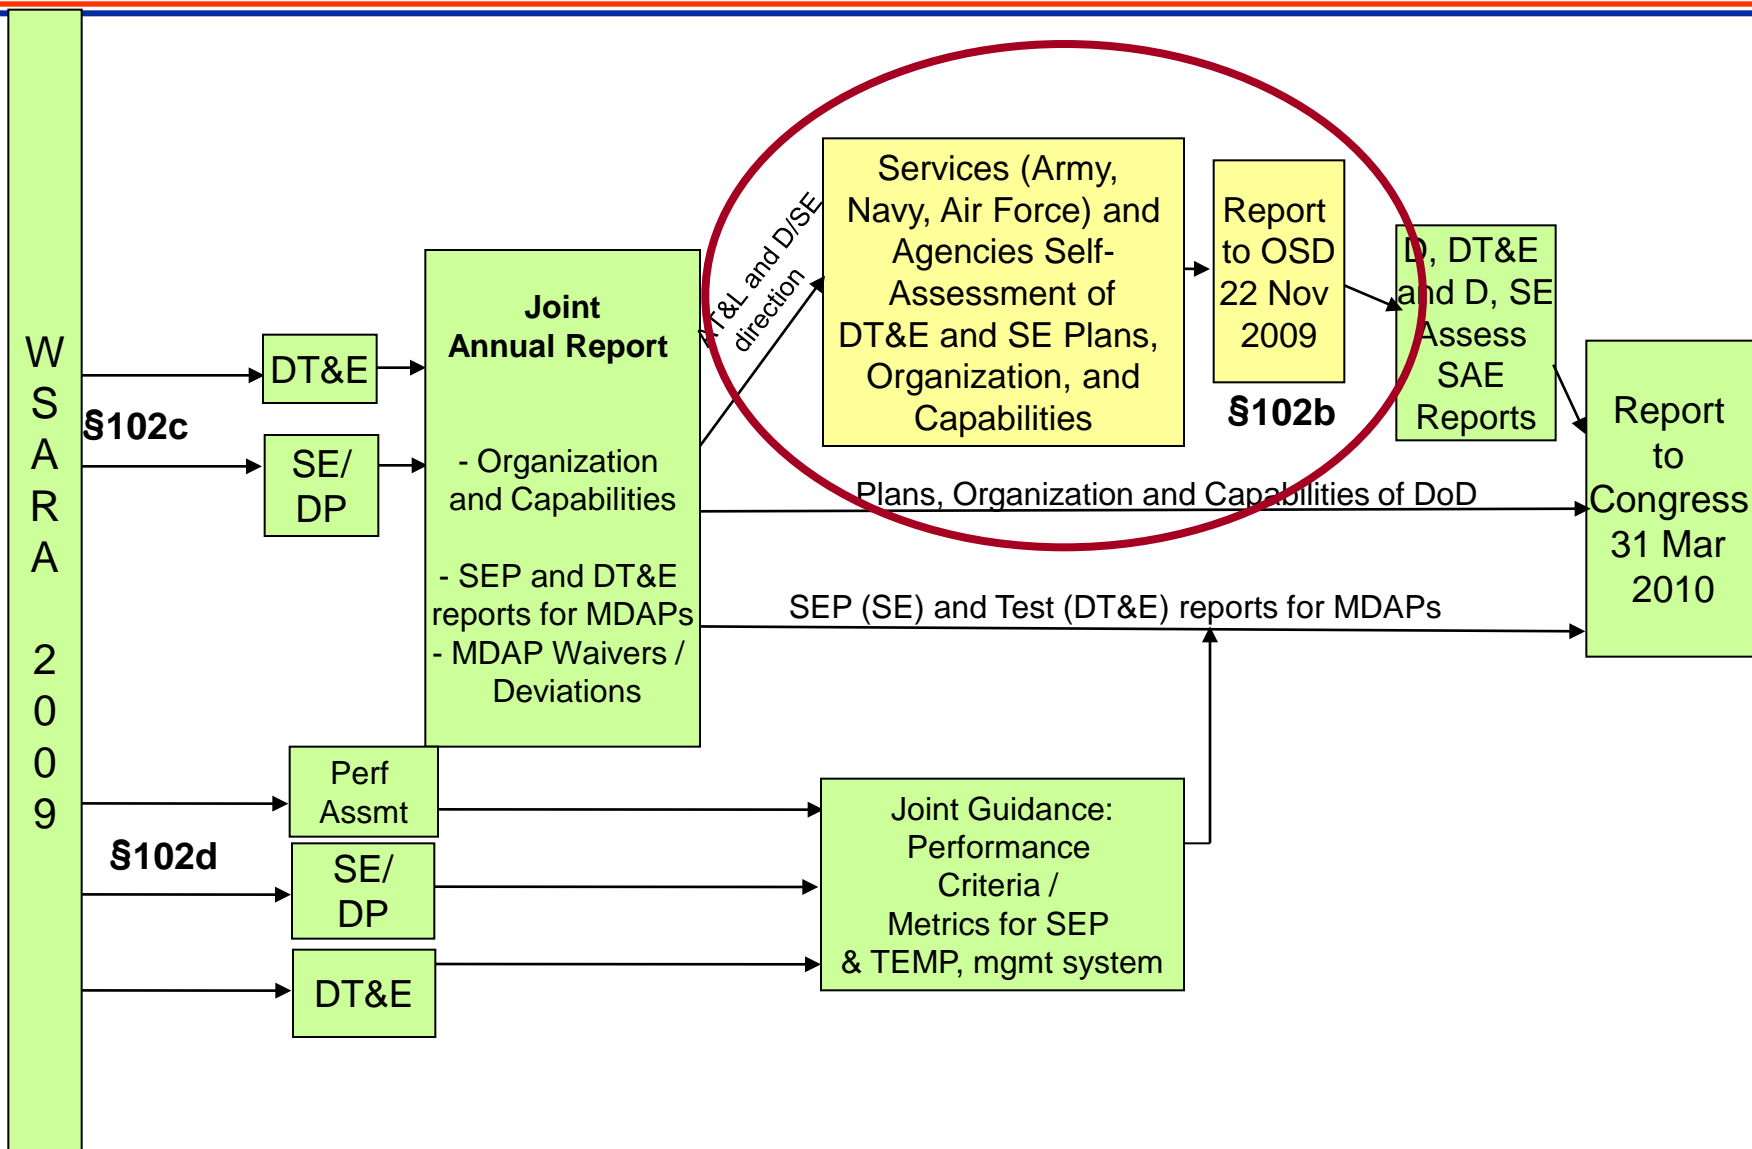 W
S
A
R
A
2
0
0
9
§102c
DT&E
SE/
DP
Joint
Annual Report
- Organization
and Capabilities
- SEP and DT&E
reports for MDAPs
- MDAP Waivers /
Deviations
AT&L and D/SE
direction
Services (Army,
Navy, Air Force) and
Agencies Self-
Assessment of
DT&E and SE Plans,
Organization, and
Capabilities
Report
to OSD
22 Nov
2009
§102b
D, DT&E
and D, SE
Assess
SAE
Reports
Report
to
Congress
31 Mar
2010
Plans, Organization and Capabilities of DoD
SEP (SE) and Test (DT&E) reports for MDAPs
§102d
Perf
Assmt
SE/
DP
DT&E
Joint Guidance:
Performance
Criteria /
Metrics for SEP
& TEMP, mgmt system